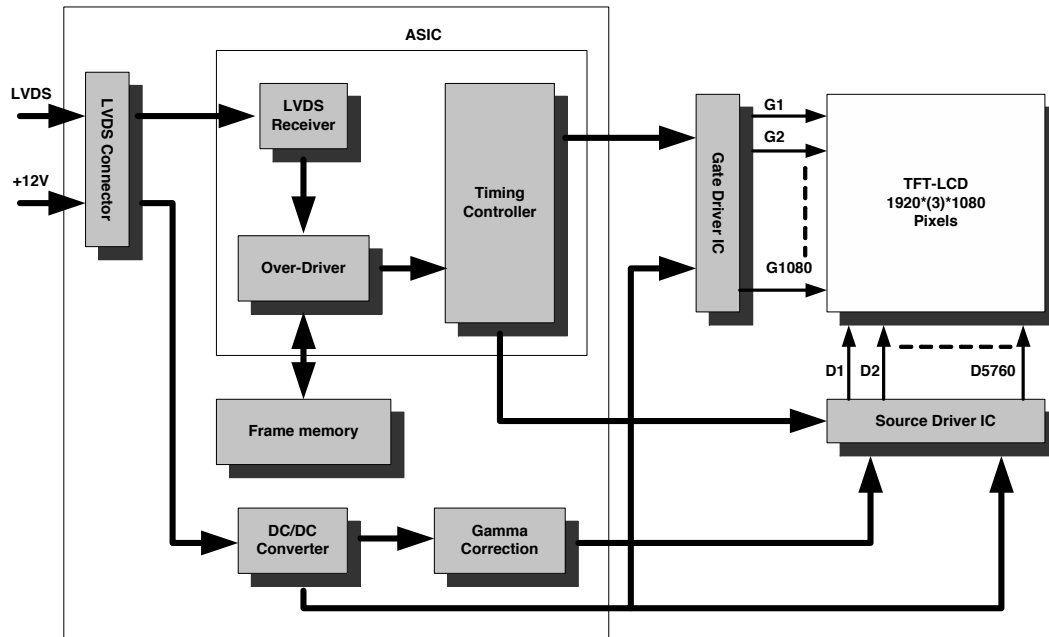 ASIC
LVDS
+12V
LVDS Connector
LVDS
Receiver
Over-Driver
Timing
Controller
Frame memory
DC/DC
Converter
Gamma
Correction
Gate Driver IC
G1
G2
G1080
TFT-LCD
1920*(3)*1080
Pixels
D1
D2
D5760
Source Driver IC